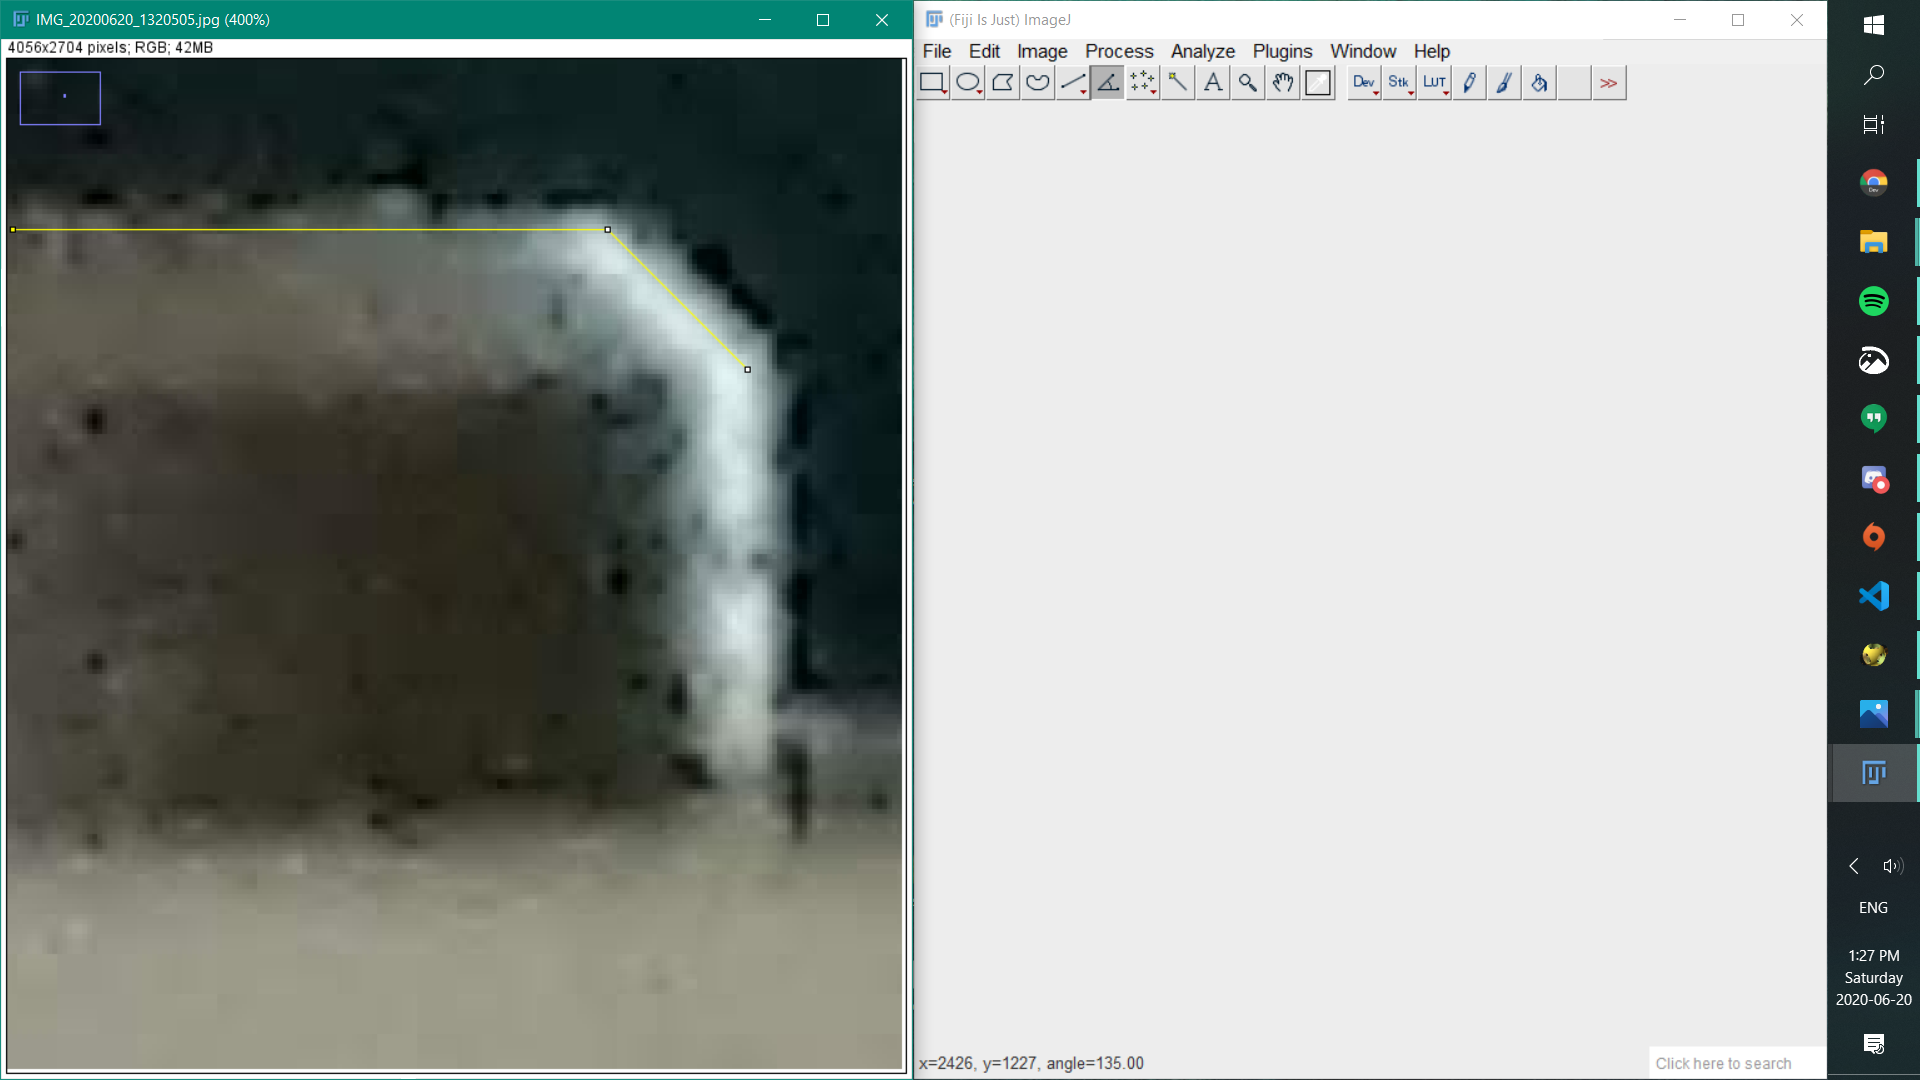 IMG_20200620_1320505.jpg (400%)
4056x2704 pixels; RGB; 42MB
(Fiji Is Just) ImageJ
File Edit Image Process Analyze Plugins Window Help
A Dev Stk LUT >>
x=2426, y=1227, angle=135.00
Click here to search
Dev
ENG
1:27 PM
Saturday
2020-06-20